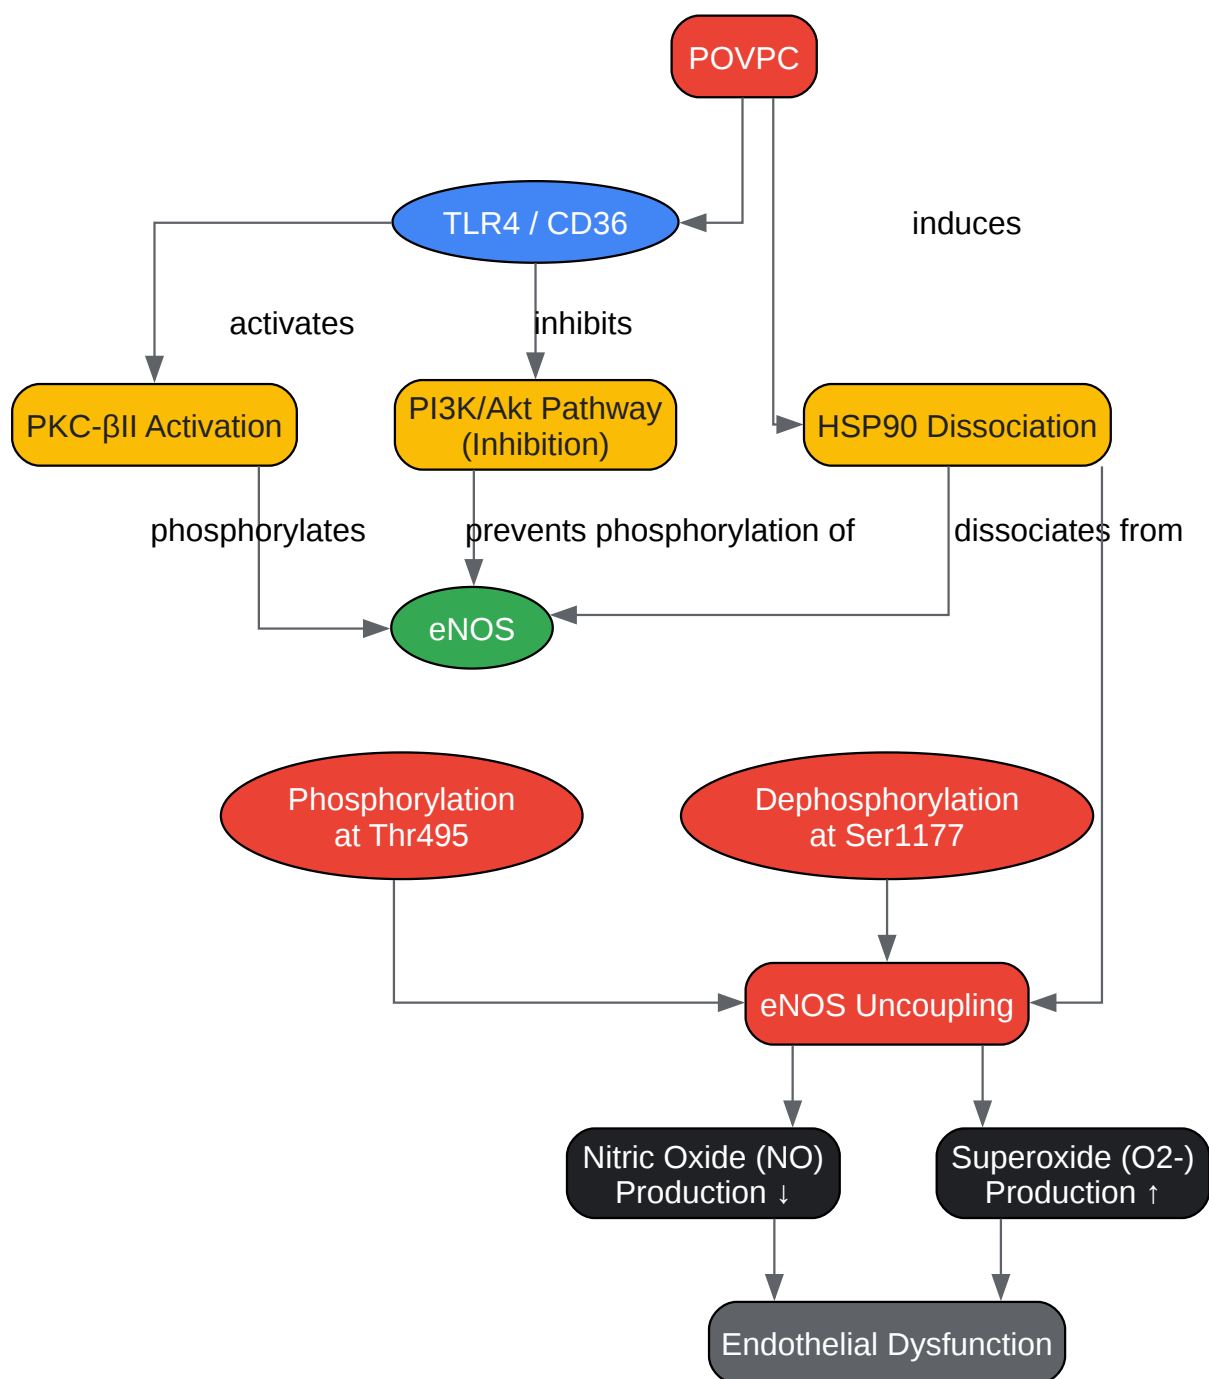 POVPC
TLR4 / CD36
induces
activates
inhibits
PKC-βII Activation
PI3K/Akt Pathway
(Inhibition)
HSP90 Dissociation
phosphorylates
prevents phosphorylation of
dissociates from
eNOS
Phosphorylation
at Thr495
Dephosphorylation
at Ser1177
eNOS Uncoupling
Nitric Oxide (NO)
Production ↓
Superoxide (O2-)
Production ↑
Endothelial Dysfunction